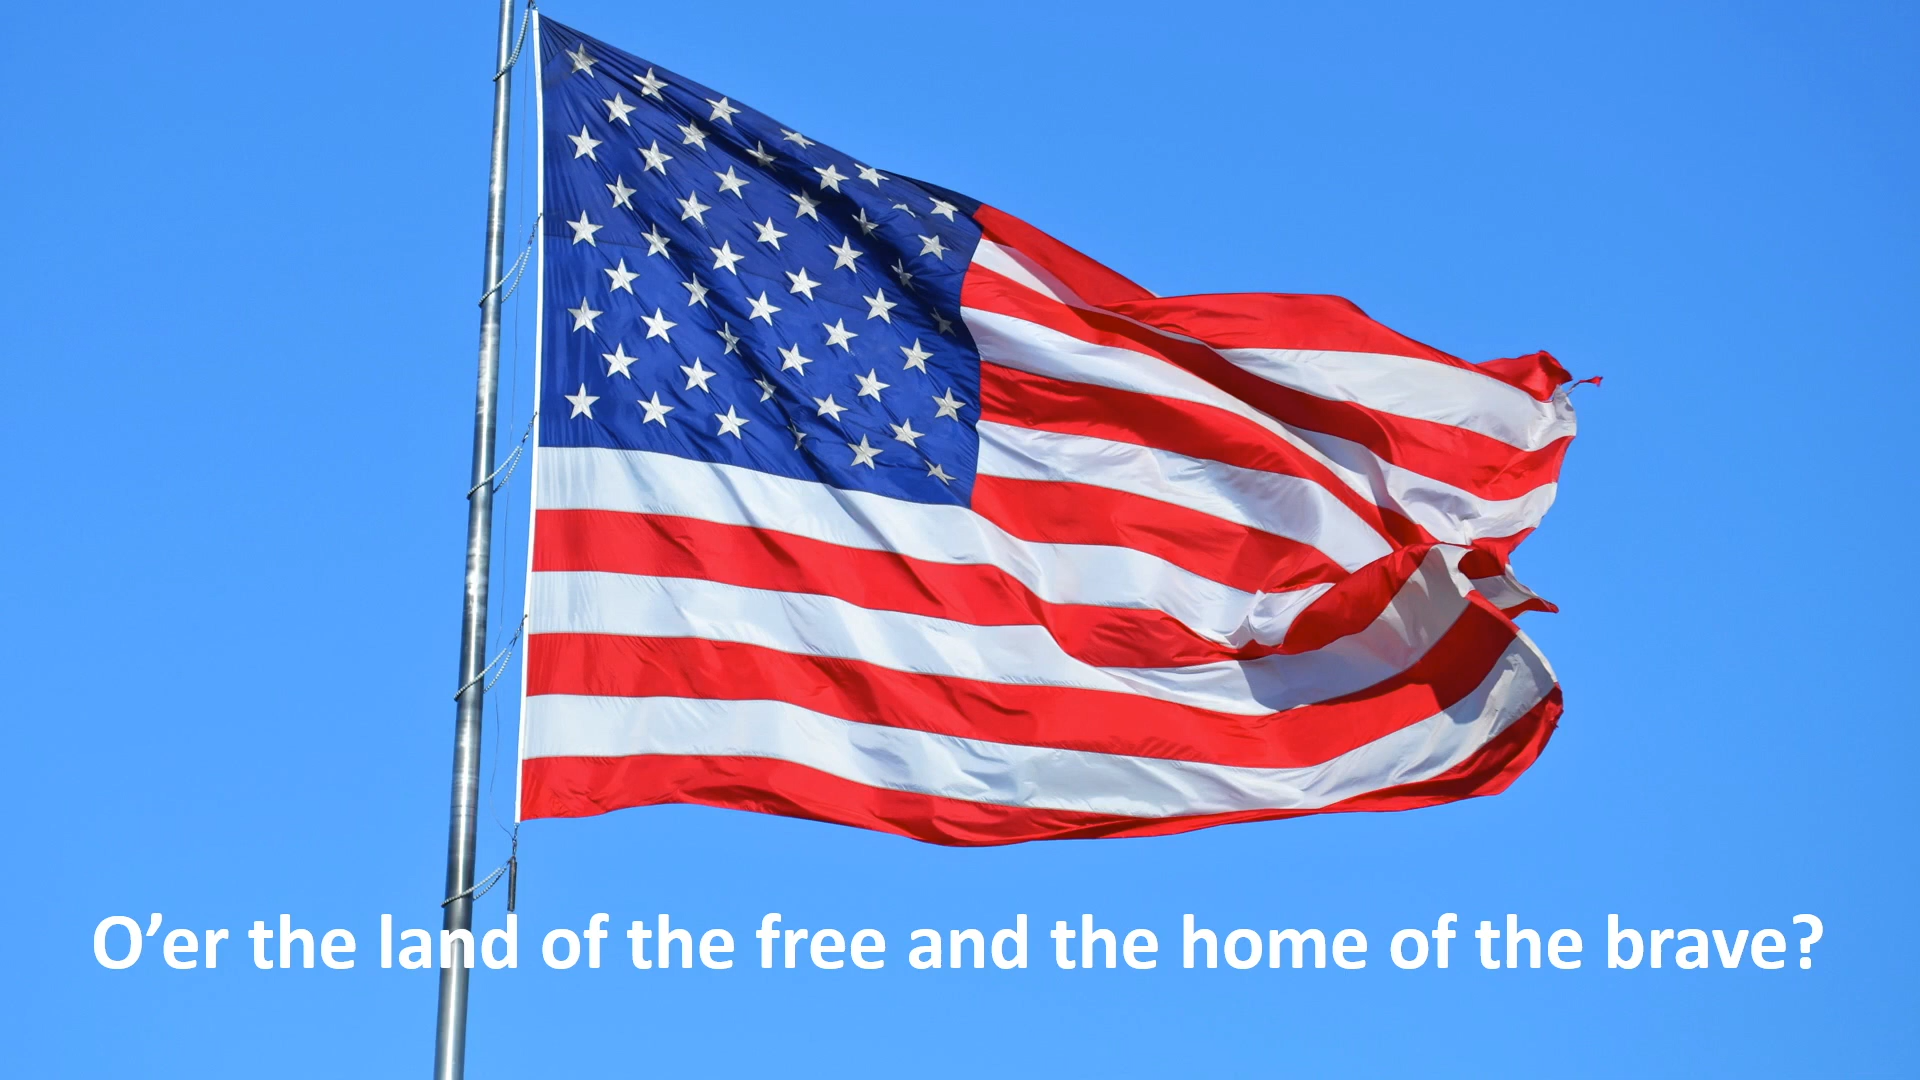 O’er the land of the free and the home of the brave?